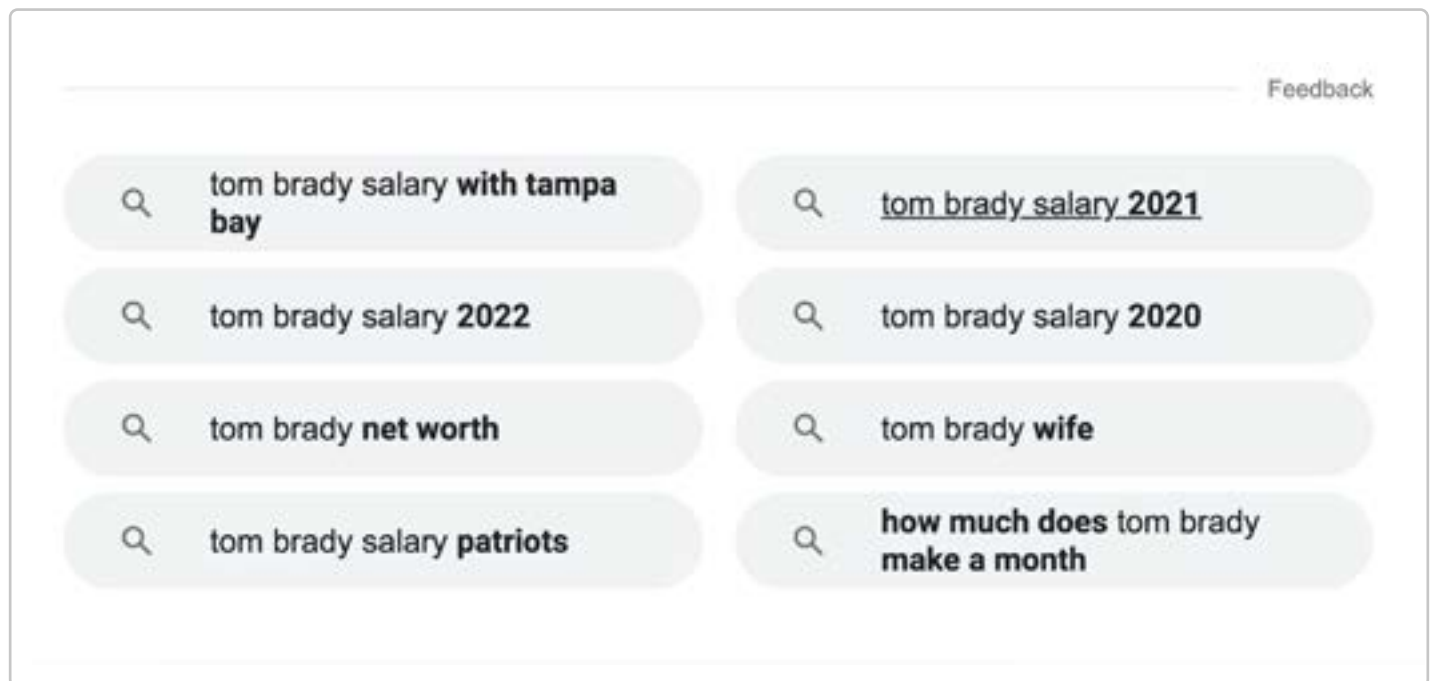 Feedback
tom brady salary with tampa
bay
tom brady salary 2021
tom brady salary 2022
tom brady salary 2020
tom brady net worth
tom brady wife
tom brady salary patriots
how much does tom brady
make a month